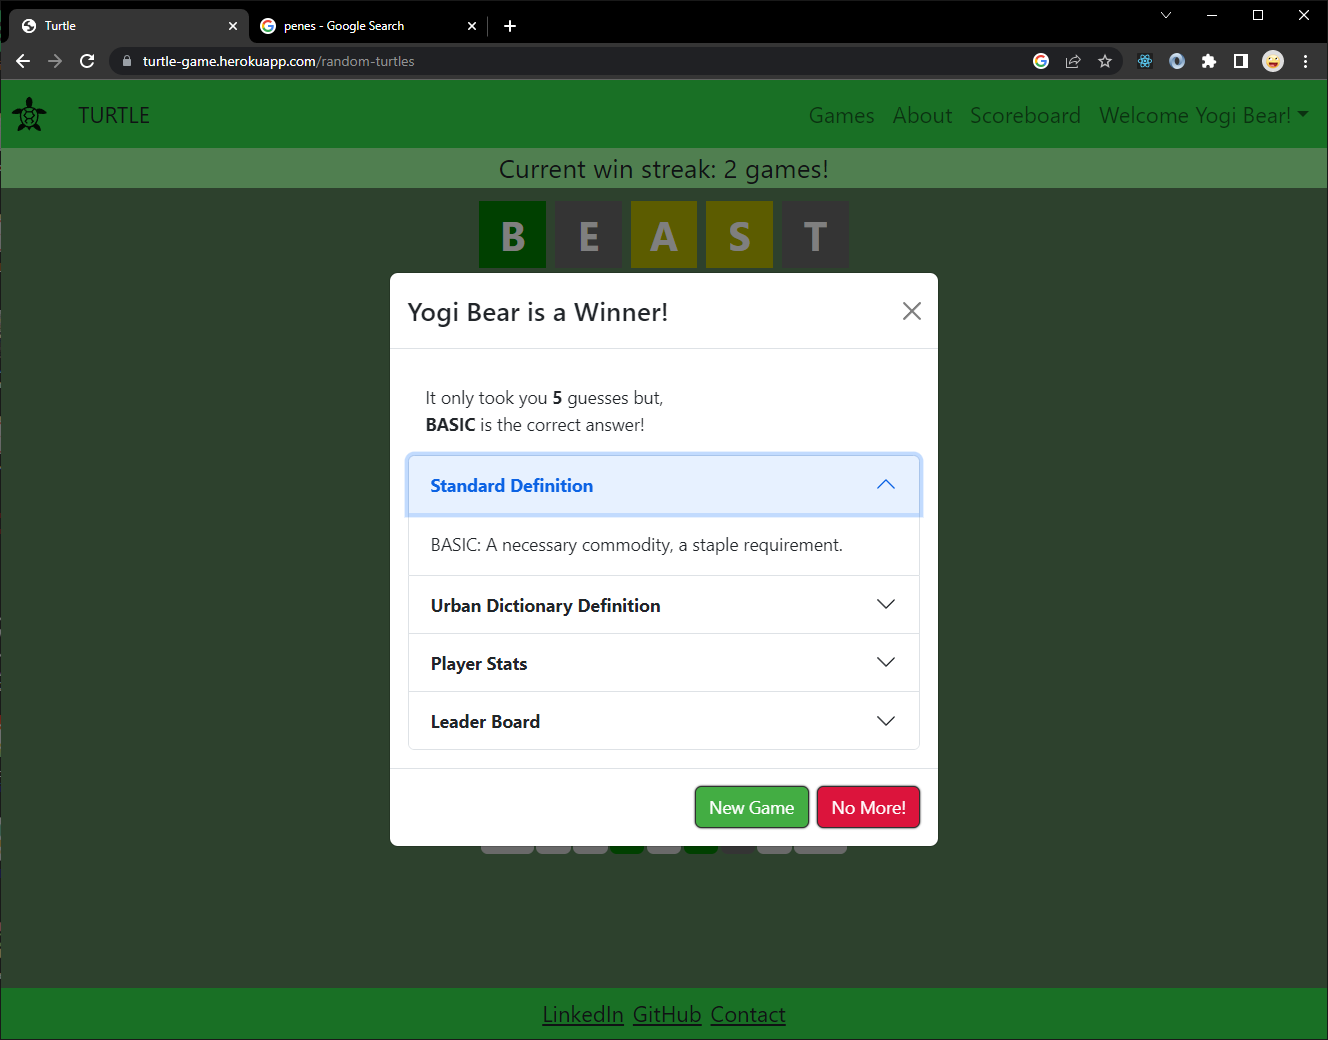 Turtle
penes - Google Search
turtle-game.herokuapp.com/random-turtles
TURTLE
Games About Scoreboard Welcome Yogi Bear!
Current win streak: 2 games!
B E A S T
Yogi Bear is a Winner!
It only took you 5 guesses but,
BASIC is the correct answer!
Standard Definition
BASIC: A necessary commodity, a staple requirement.
Urban Dictionary Definition
Player Stats
Leader Board
New Game No More!
LinkedIn GitHub Contact